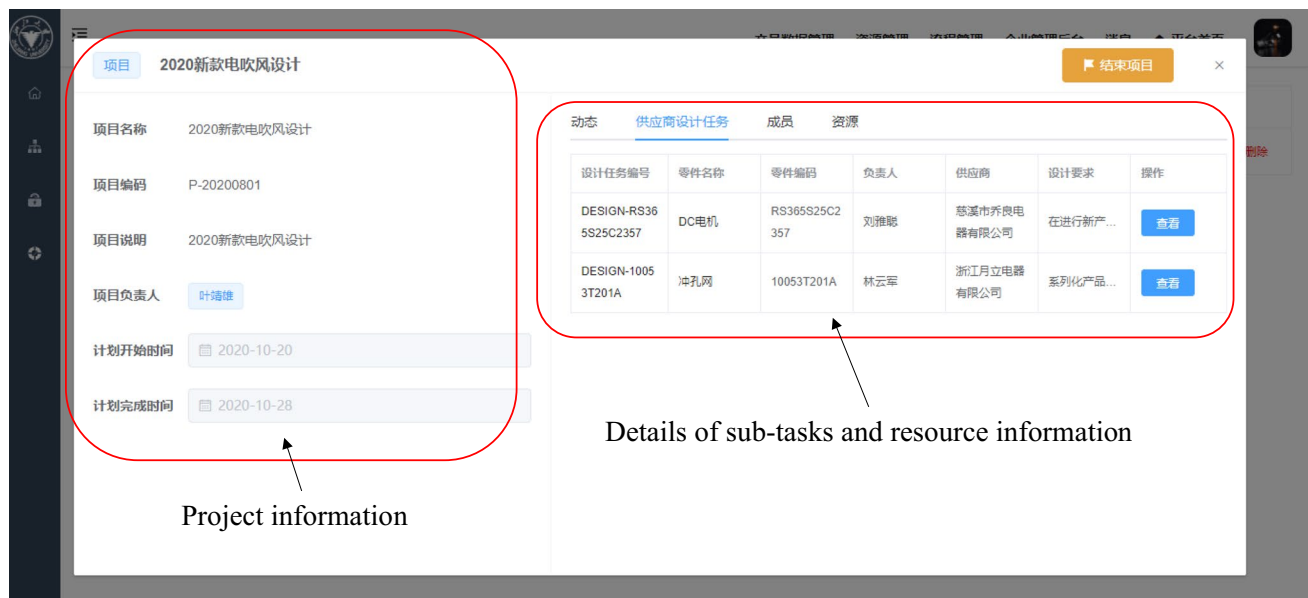 项目 2020新款电吹风设计
结束项目 ×
项目名称 2020新款电吹风设计
项目编码 P-20200801
项目说明 2020新款电吹风设计
项目负责人 叶靖雄
计划开始时间 2020-10-20
计划完成时间 2020-10-28
Project information
动态 供应商设计任务 成员 资源
设计任务编号 零件名称 零件编码 负责人 供应商 设计要求 操作
DESIGN-RS36 DC电机 RS365S25C2 刘雅聪 慈溪市乔良电 在进行新产... 查看
5S25C2357 357 器有限公司
DESIGN-1005 冲孔网 10053T201A 林云军 浙江月立电器 系列化产品... 查看
3T201A 有限公司
删除
Details of sub-tasks and resource information